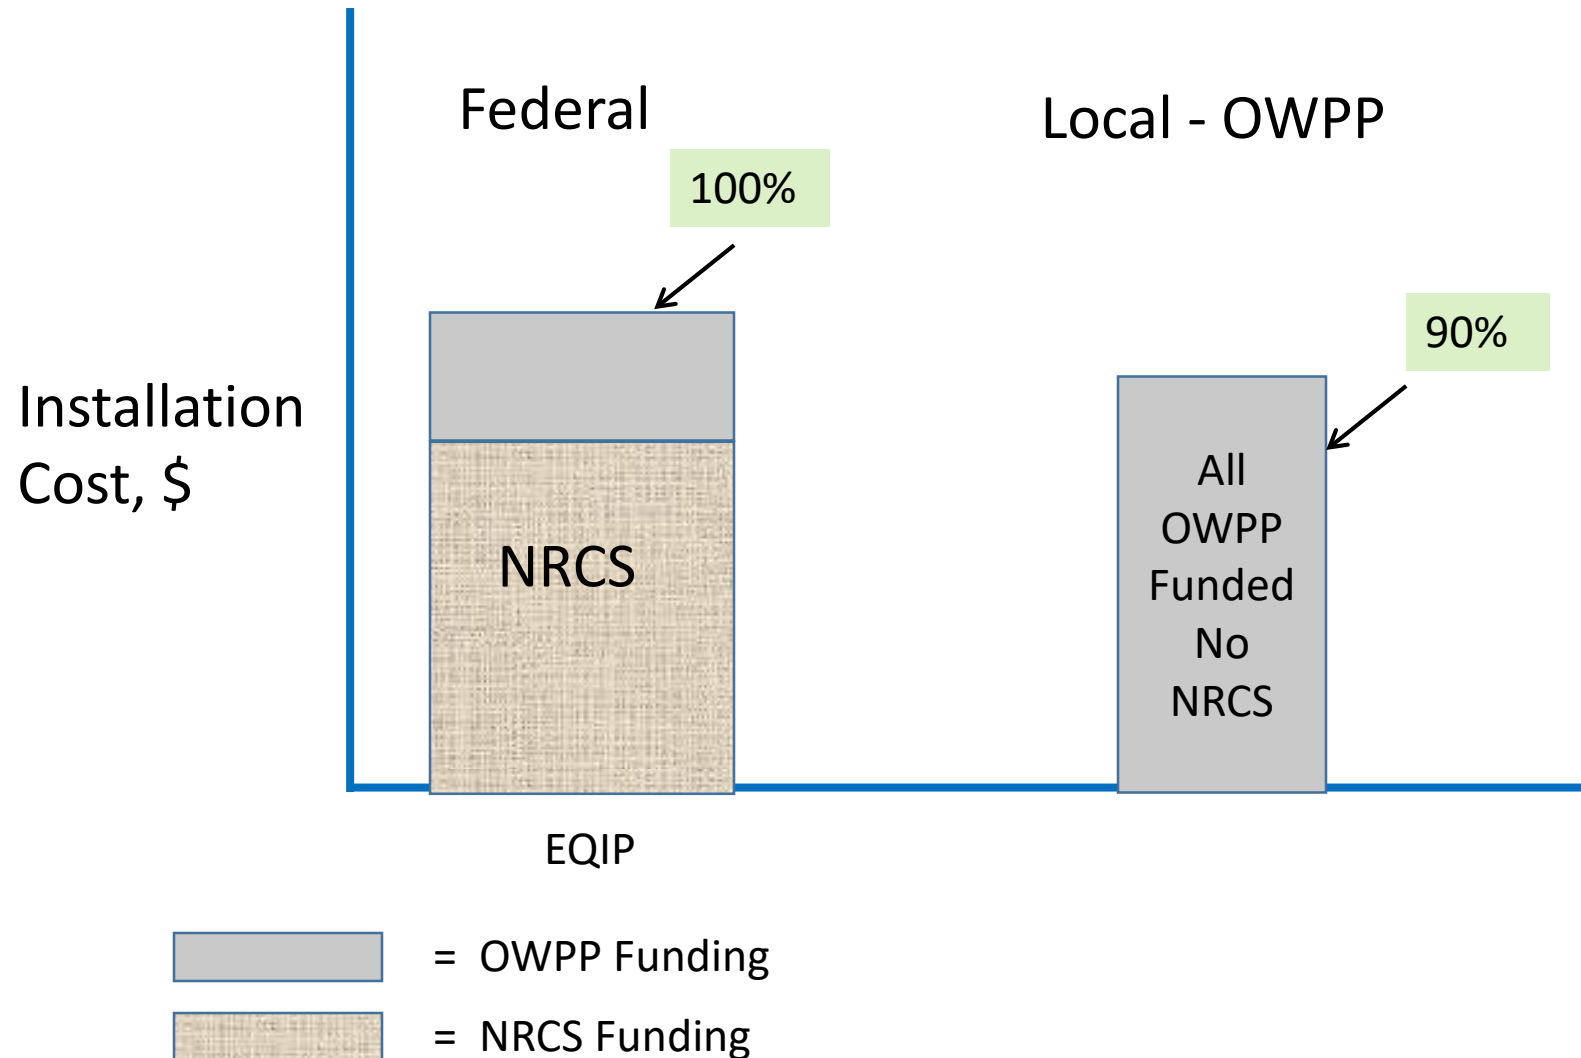 Federal
Local - OWPP
100%
90%
Installation
Cost, $
All
OWPP
Funded
No
NRCS
NRCS
EQIP
= OWPP Funding
= NRCS Funding